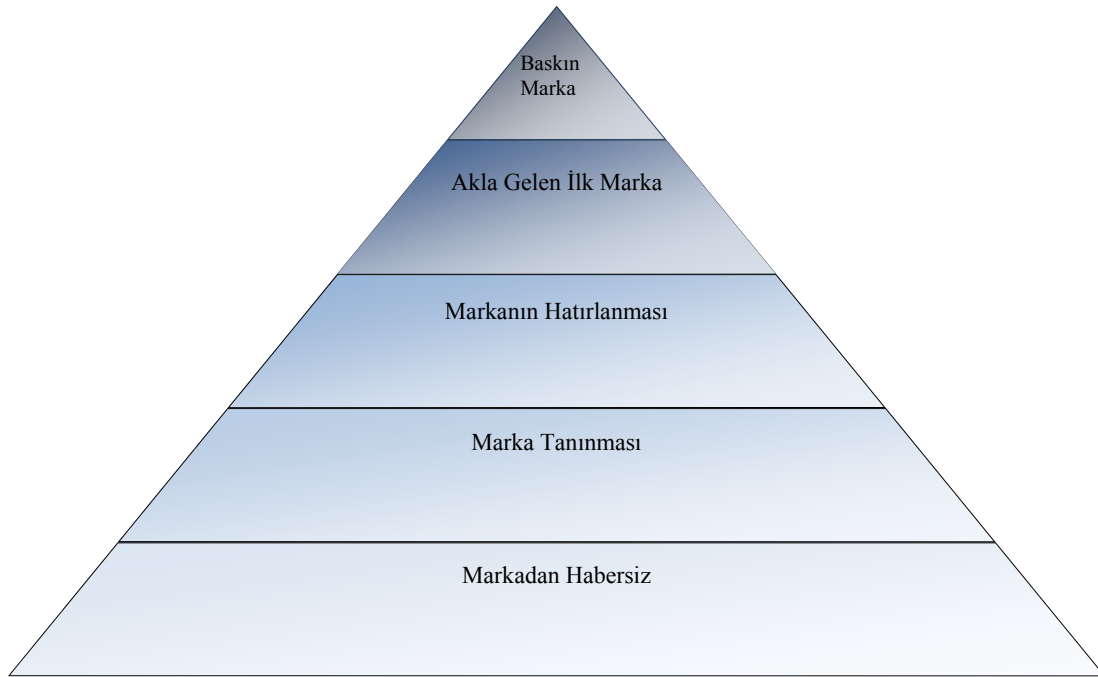 Baskın
Marka
Akla Gelen İlk Marka
Markanın Hatırlanması
Marka Tanınması
Markadan Habersiz